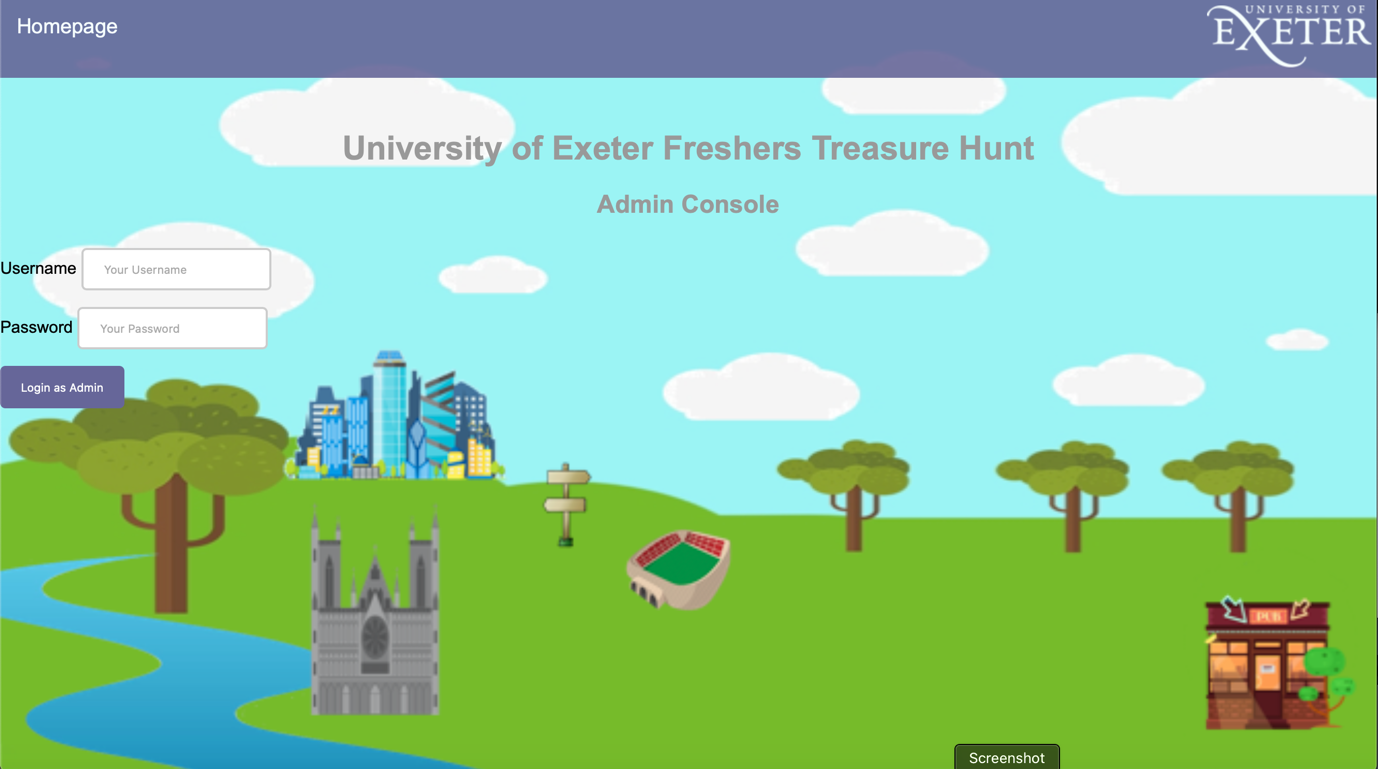 Homepage
UNIVERSITY OF
EXETER
University of Exeter Freshers Treasure Hunt
Admin Console
Username Your Username
Password Your Password
Login as Admin
PUB
Screenshot